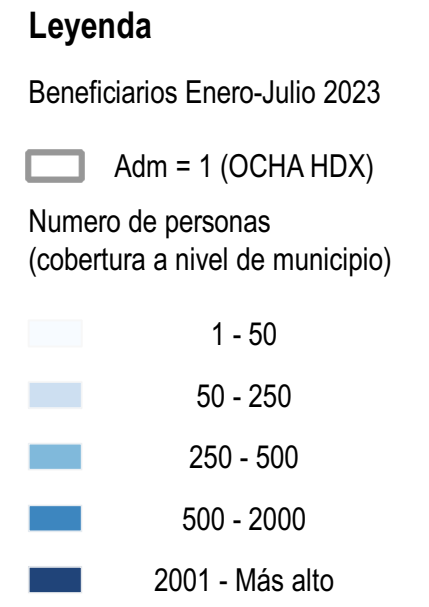 Leyenda
Beneficiarios Enero-Julio 2023
Adm = 1 (OCHA HDX)
Numero de personas
(cobertura a nivel de municipio)
1 - 50
50 - 250
250 - 500
500 - 2000
2001 - Más alto